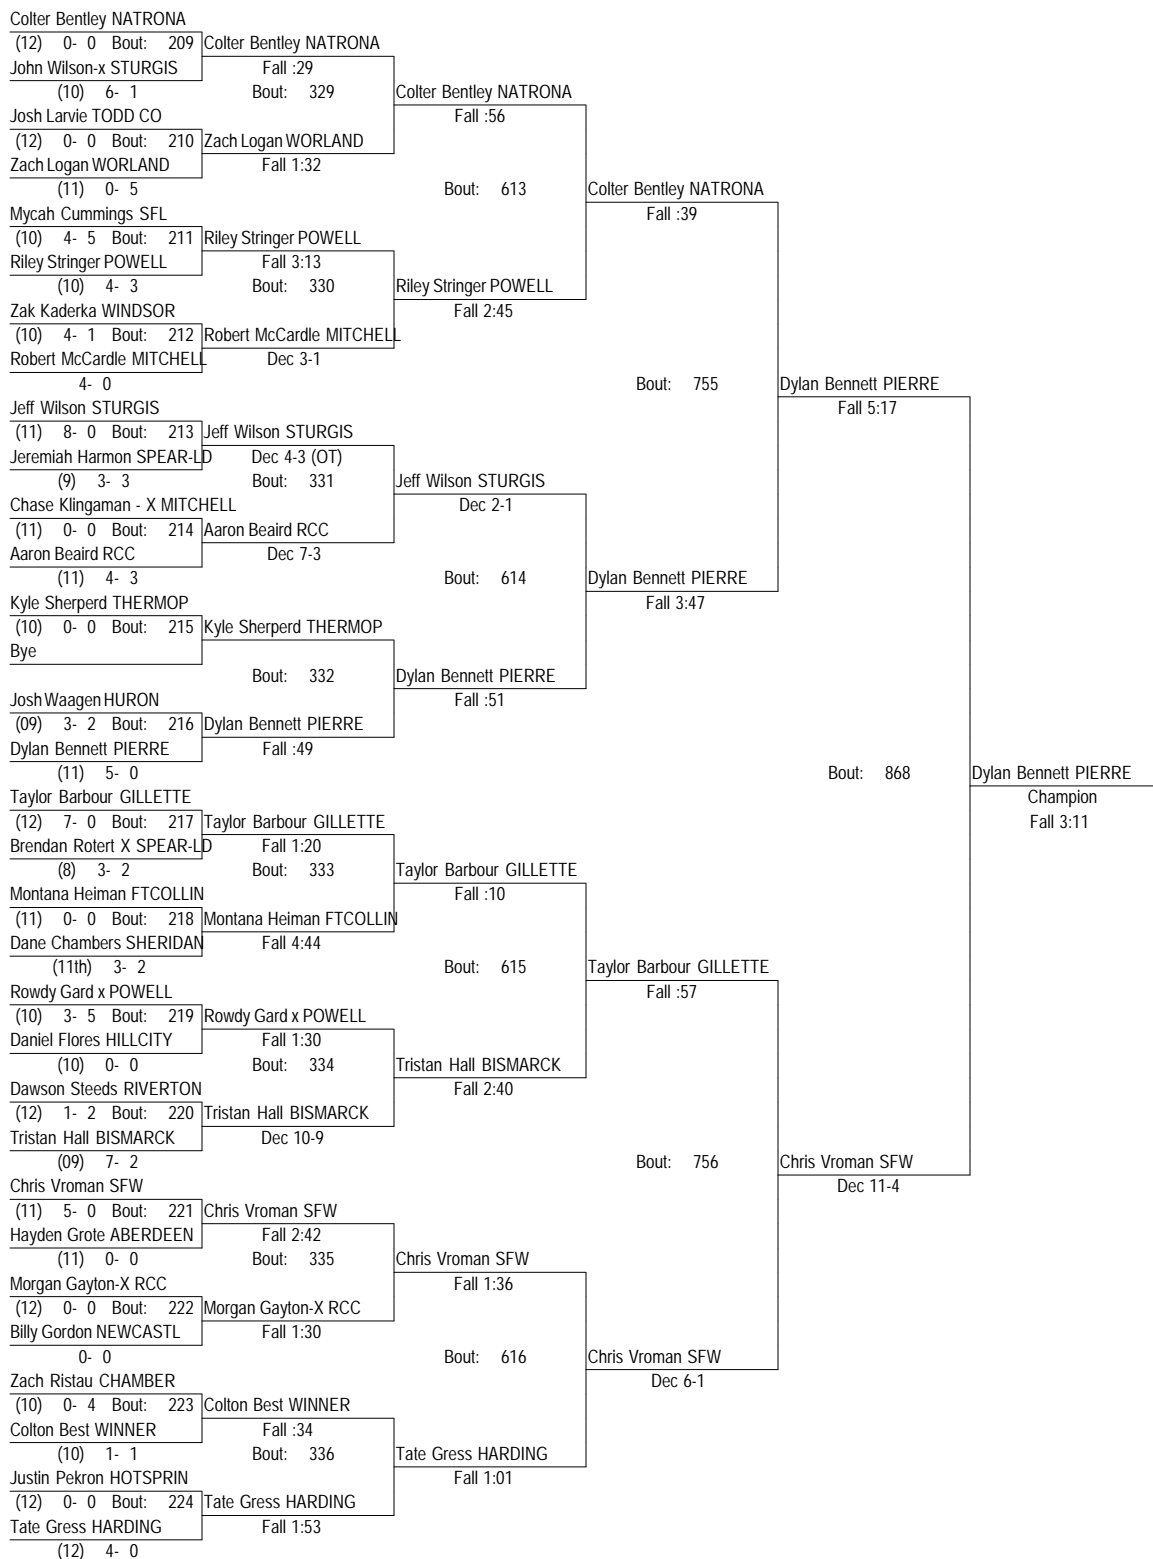 Colter Bentley NATRONA
(12) 0- 0 Bout: 209 Colter Bentley NATRONA
John Wilson-x STURGIS Fall :29
(10) 6- 1 Bout: 329 Colter Bentley NATRONA
Josh Larvie TODD CO Fall :56
(12) 0- 0 Bout: 210 Zach Logan WORLAND
Zach Logan WORLAND Fall 1:32
(11) 0- 5 Bout: 613 Colter Bentley NATRONA
Mycah Cummings SFL Fall :39
(10) 4- 5 Bout: 211 Riley Stringer POWELL
Riley Stringer POWELL Fall 3:13
(10) 4- 3 Bout: 330 Riley Stringer POWELL
Zak Kaderka WINDSOR Fall 2:45
(10) 4- 1 Bout: 212 Robert McCardle MITCHELL
Robert McCardle MITCHELL Dec 3-1
4- 0 Bout: 755 Dylan Bennett PIERRE
Jeff Wilson STURGIS Fall 5:17
(11) 8- 0 Bout: 213 Jeff Wilson STURGIS
Jeremiah Harmon SPEAR-LD Dec 4-3 (OT)
(9) 3- 3 Bout: 331 Jeff Wilson STURGIS
Chase Klingaman - X MITCHELL Dec 2-1
(11) 0- 0 Bout: 214 Aaron Beaird RCC
Aaron Beaird RCC Dec 7-3
(11) 4- 3 Bout: 614 Dylan Bennett PIERRE
Kyle Sherperd THERMOP Fall 3:47
(10) 0- 0 Bout: 215 Kyle Sherperd THERMOP
Bye
Bout: 332 Dylan Bennett PIERRE
Josh Waagen HURON Fall :51
(09) 3- 2 Bout: 216 Dylan Bennett PIERRE
Dylan Bennett PIERRE Fall :49
(11) 5- 0 Bout: 868 Dylan Bennett PIERRE
Taylor Barbour GILLETTE Champion
(12) 7- 0 Bout: 217 Taylor Barbour GILLETTE Fall 3:11
Brendan Rotert X SPEAR-LD Fall 1:20
(8) 3- 2 Bout: 333 Taylor Barbour GILLETTE
Montana Heiman FTCOLLIN Fall :10
(11) 0- 0 Bout: 218 Montana Heiman FTCOLLIN
Dane Chambers SHERIDAN Fall 4:44
(11th) 3- 2 Bout: 615 Taylor Barbour GILLETTE
Rowdy Gard x POWELL Fall :57
(10) 3- 5 Bout: 219 Rowdy Gard x POWELL
Daniel Flores HILLCITY Fall 1:30
(10) 0- 0 Bout: 334 Tristan Hall BISMARCK
Dawson Steeds RIVERTON Fall 2:40
(12) 1- 2 Bout: 220 Tristan Hall BISMARCK
Tristan Hall BISMARCK Dec 10-9
(09) 7- 2 Bout: 756 Chris Vroman SFW
Chris Vroman SFW Dec 11-4
(11) 5- 0 Bout: 221 Chris Vroman SFW
Hayden Grote ABERDEEN Fall 2:42
(11) 0- 0 Bout: 335 Chris Vroman SFW
Morgan Gayton-X RCC Fall 1:36
(12) 0- 0 Bout: 222 Morgan Gayton-X RCC
Billy Gordon NEWCASTL Fall 1:30
0- 0 Bout: 616 Chris Vroman SFW
Zach Ristau CHAMBER Dec 6-1
(10) 0- 4 Bout: 223 Colton Best WINNER
Colton Best WINNER Fall :34
(10) 1- 1 Bout: 336 Tate Gress HARDING
Justin Pekron HOTSPRIN Fall 1:01
(12) 0- 0 Bout: 224 Tate Gress HARDING
Tate Gress HARDING Fall 1:53
(12) 4- 0